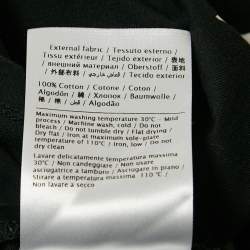 External fabric / Tessuto esterno /
Tissu extérieur / Tejido exterior / 表地
/ внешний материал / Oberstoff / 面料
/ 外部布料 / قماش خارجي / Tejido exterior
100% Cotton / Cotone / Coton /
Algodón / 綿 / Хлопок / Baumwolle /
棉 / 棉 / قطن / Algodão
Maximum washing temperature 30°C - Mild
process / Machine wash, cold / Do not
bleach / Do not tumble dry / Flat drying /
Dry flat / Iron at maximum sole-plate
temperature of 110°C / Iron, low / Do not
dry clean
Lavare delicatamente temperatura massima
30°C / Non candeggiare / Non usare
asciugatrice a tamburo / Asciugare in piano
/ Stirare temperatura massima 110°C /
Non lavare a secco